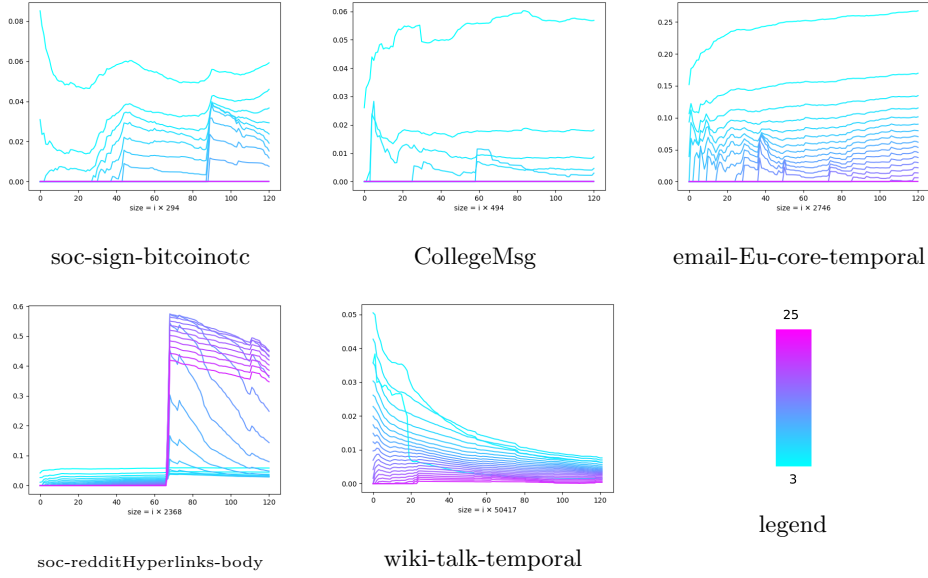 0.08
0.06
0.04
0.02
0.00
0 20 40 60 80 100 120
size = i × 294
soc-sign-bitcoinotc
0.06
0.05
0.04
0.03
0.02
0.01
0.00
0 20 40 60 80 100 120
size = i × 494
CollegeMsg
0.25
0.20
0.15
0.10
0.05
0.00
0 20 40 60 80 100 120
size = i × 2746
email-Eu-core-temporal
0.6
0.5
0.4
0.3
0.2
0.1
0.0
0 20 40 60 80 100 120
size = i × 2368
soc-redditHyperlinks-body
0.05
0.04
0.03
0.02
0.01
0.00
0 20 40 60 80 100 120
size = i × 50417
wiki-talk-temporal
25
3
legend